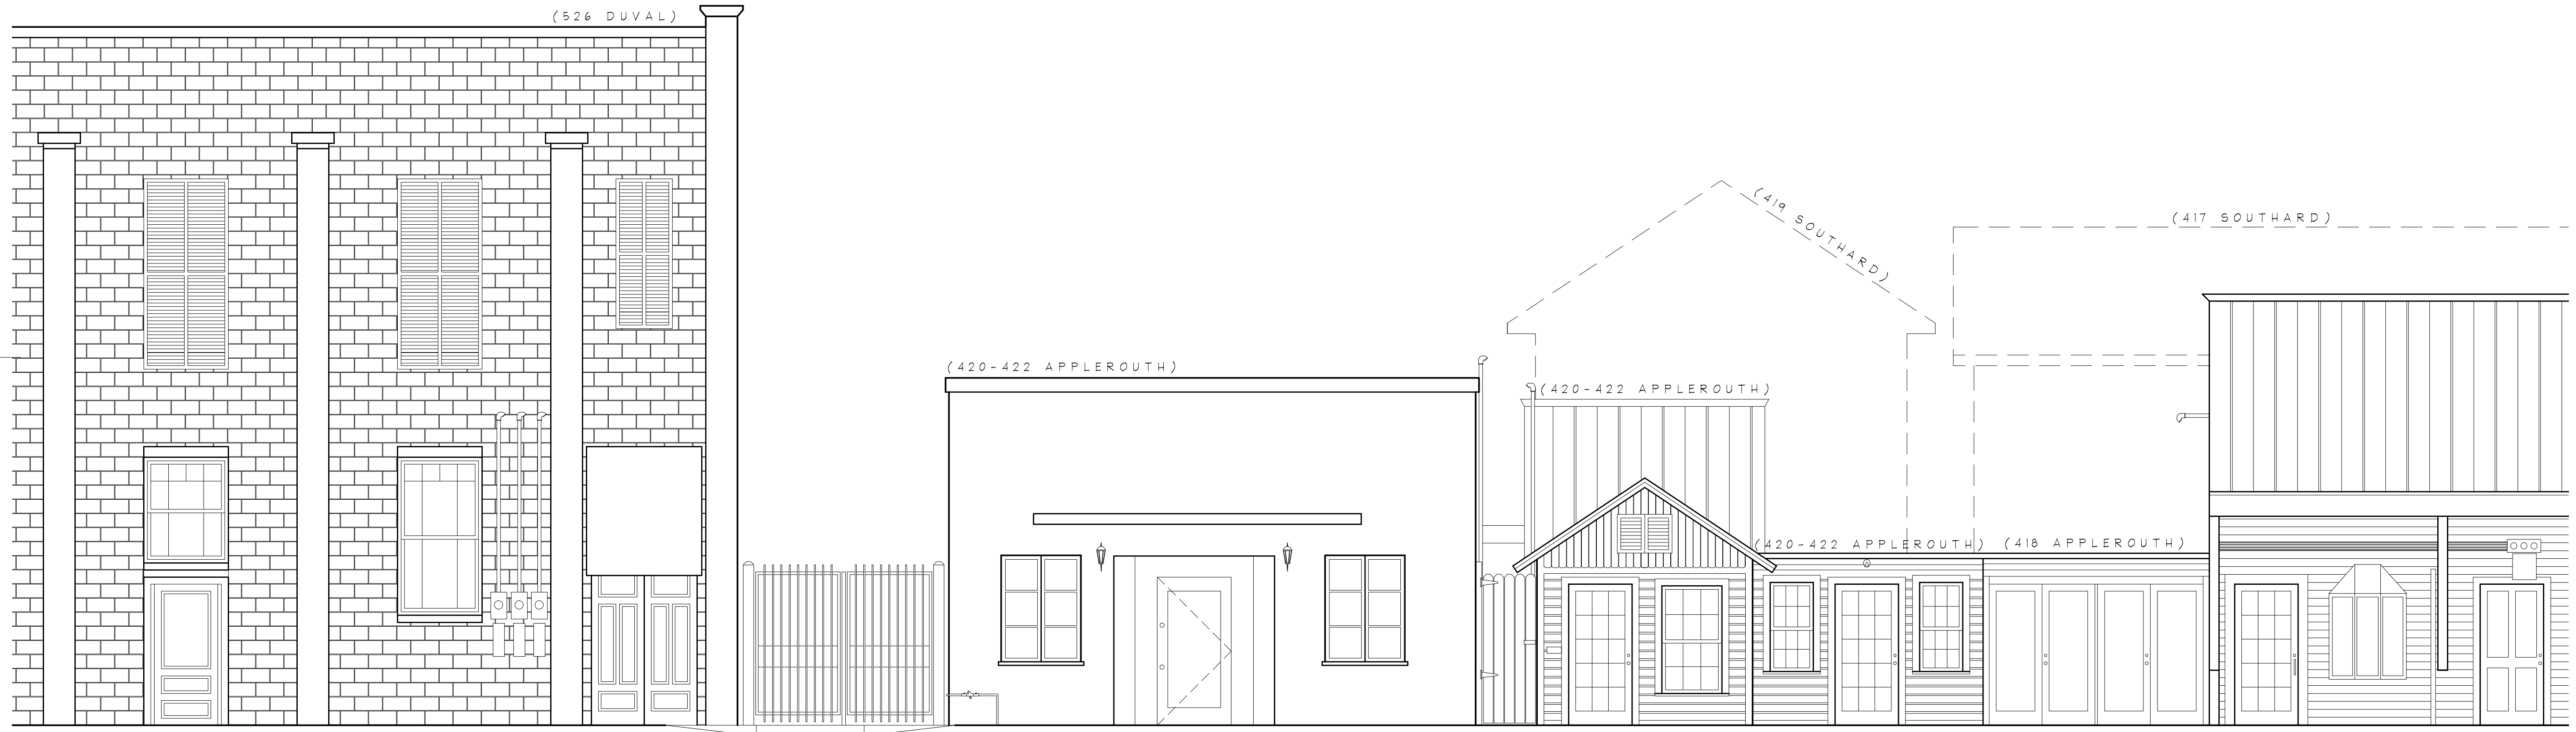 (526 DUVAL)
(419 SOUTHARD)
(417 SOUTHARD)
(420-422 APPLEROUTH)
(420-422 APPLEROUTH)
(420-422 APPLEROUTH)
(418 APPLEROUTH)